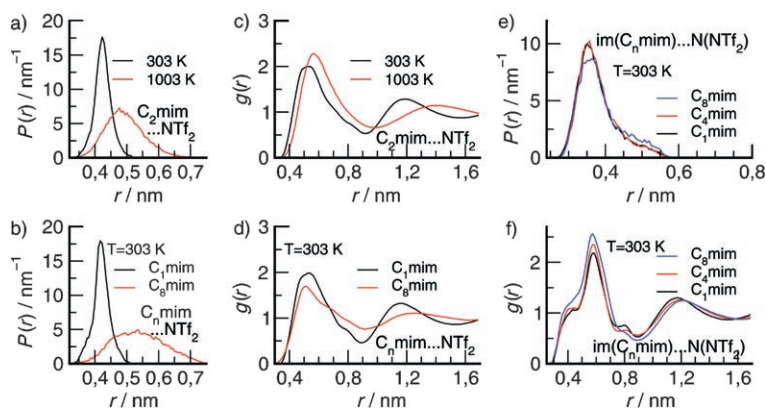 a)
P(r) / nm⁻¹
20
15
10
5
0
303 K
1003 K
C₂mim
...NTf₂
0,4 0,5 0,6 0,7
r / nm
c)
g(r)
3
2
1
0
303 K
1003 K
C₂mim...NTf₂
0,4 0,8 1,2 1,6
r / nm
e)
P(r) / nm⁻¹
10
5
0
im(Cₙmim)...N(NTf₂)
T=303 K
C₈mim
C₄mim
C₁mim
0,4 0,6 0,8
r / nm
b)
P(r) / nm⁻¹
20
15
10
5
0
T=303 K
C₁mim
C₈mim
Cₙmim
...NTf₂
0,4 0,5 0,6 0,7
r / nm
d)
g(r)
3
2
1
0
T=303 K
C₁mim
C₈mim
Cₙmim...NTf₂
0,4 0,8 1,2 1,6
r / nm
f)
g(r)
3
2
1
0
T=303 K
C₈mim
C₄mim
C₁mim
im(Cₙmim)...N(NTf₂)
0,4 0,8 1,2 1,6
r / nm